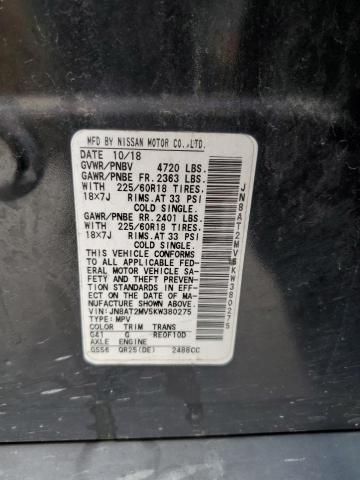 MFG BY NISSAN MOTOR CO.,LTD.
DATE 10/18
GVWR/PNBV 4720 LBS.
GAWR/PNBE FR. 2363 LBS.
WITH 225/60R18 TIRES.
18X7J RIMS.AT 33 PSI
COLD SINGLE.
GAWR/PNBE RR. 2401 LBS.
WITH 225/60R18 TIRES.
18X7J RIMS.AT 33 PSI
COLD SINGLE.
THIS VEHICLE CONFORMS
TO ALL APPLICABLE FED-
ERAL MOTOR VEHICLE SA-
FETY AND THEFT PREVEN-
TION STANDARDS IN EFF-
ECT ON THE DATE OF MA-
NUFACTURE SHOWN ABOVE.
VIN:JN8AT2MV5KW380275
TYPE:MPV
COLOR TRIM TRANS
G41 G RE0F10D
AXLE ENGINE
GS56 QR25(DE) 2488CC
JN8AT2MV5KW380275